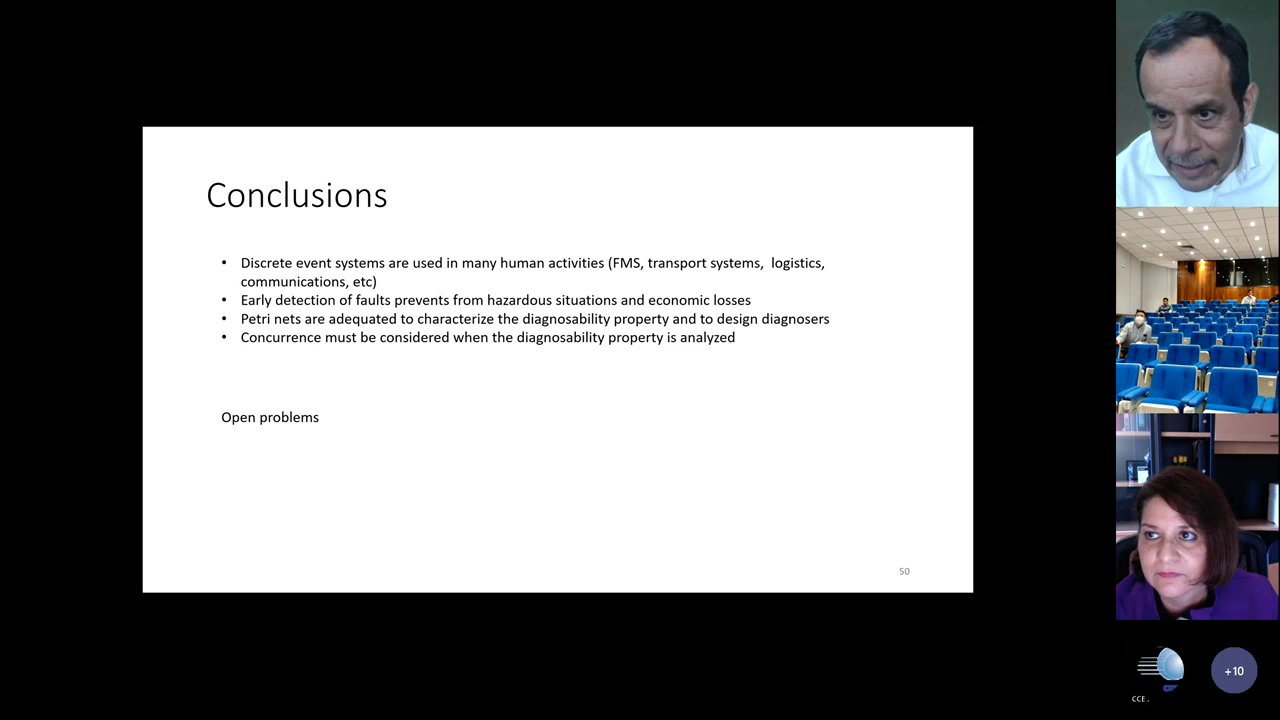 Conclusions
• Discrete event systems are used in many human activities (FMS, transport systems,  logistics,
communications, etc)
• Early detection of faults prevents from hazardous situations and economic losses
• Petri nets are adequated to characterize the diagnosability property and to design diagnosers
• Concurrence must be considered when the diagnosability property is analyzed
Open problems
50
CCE .
+10